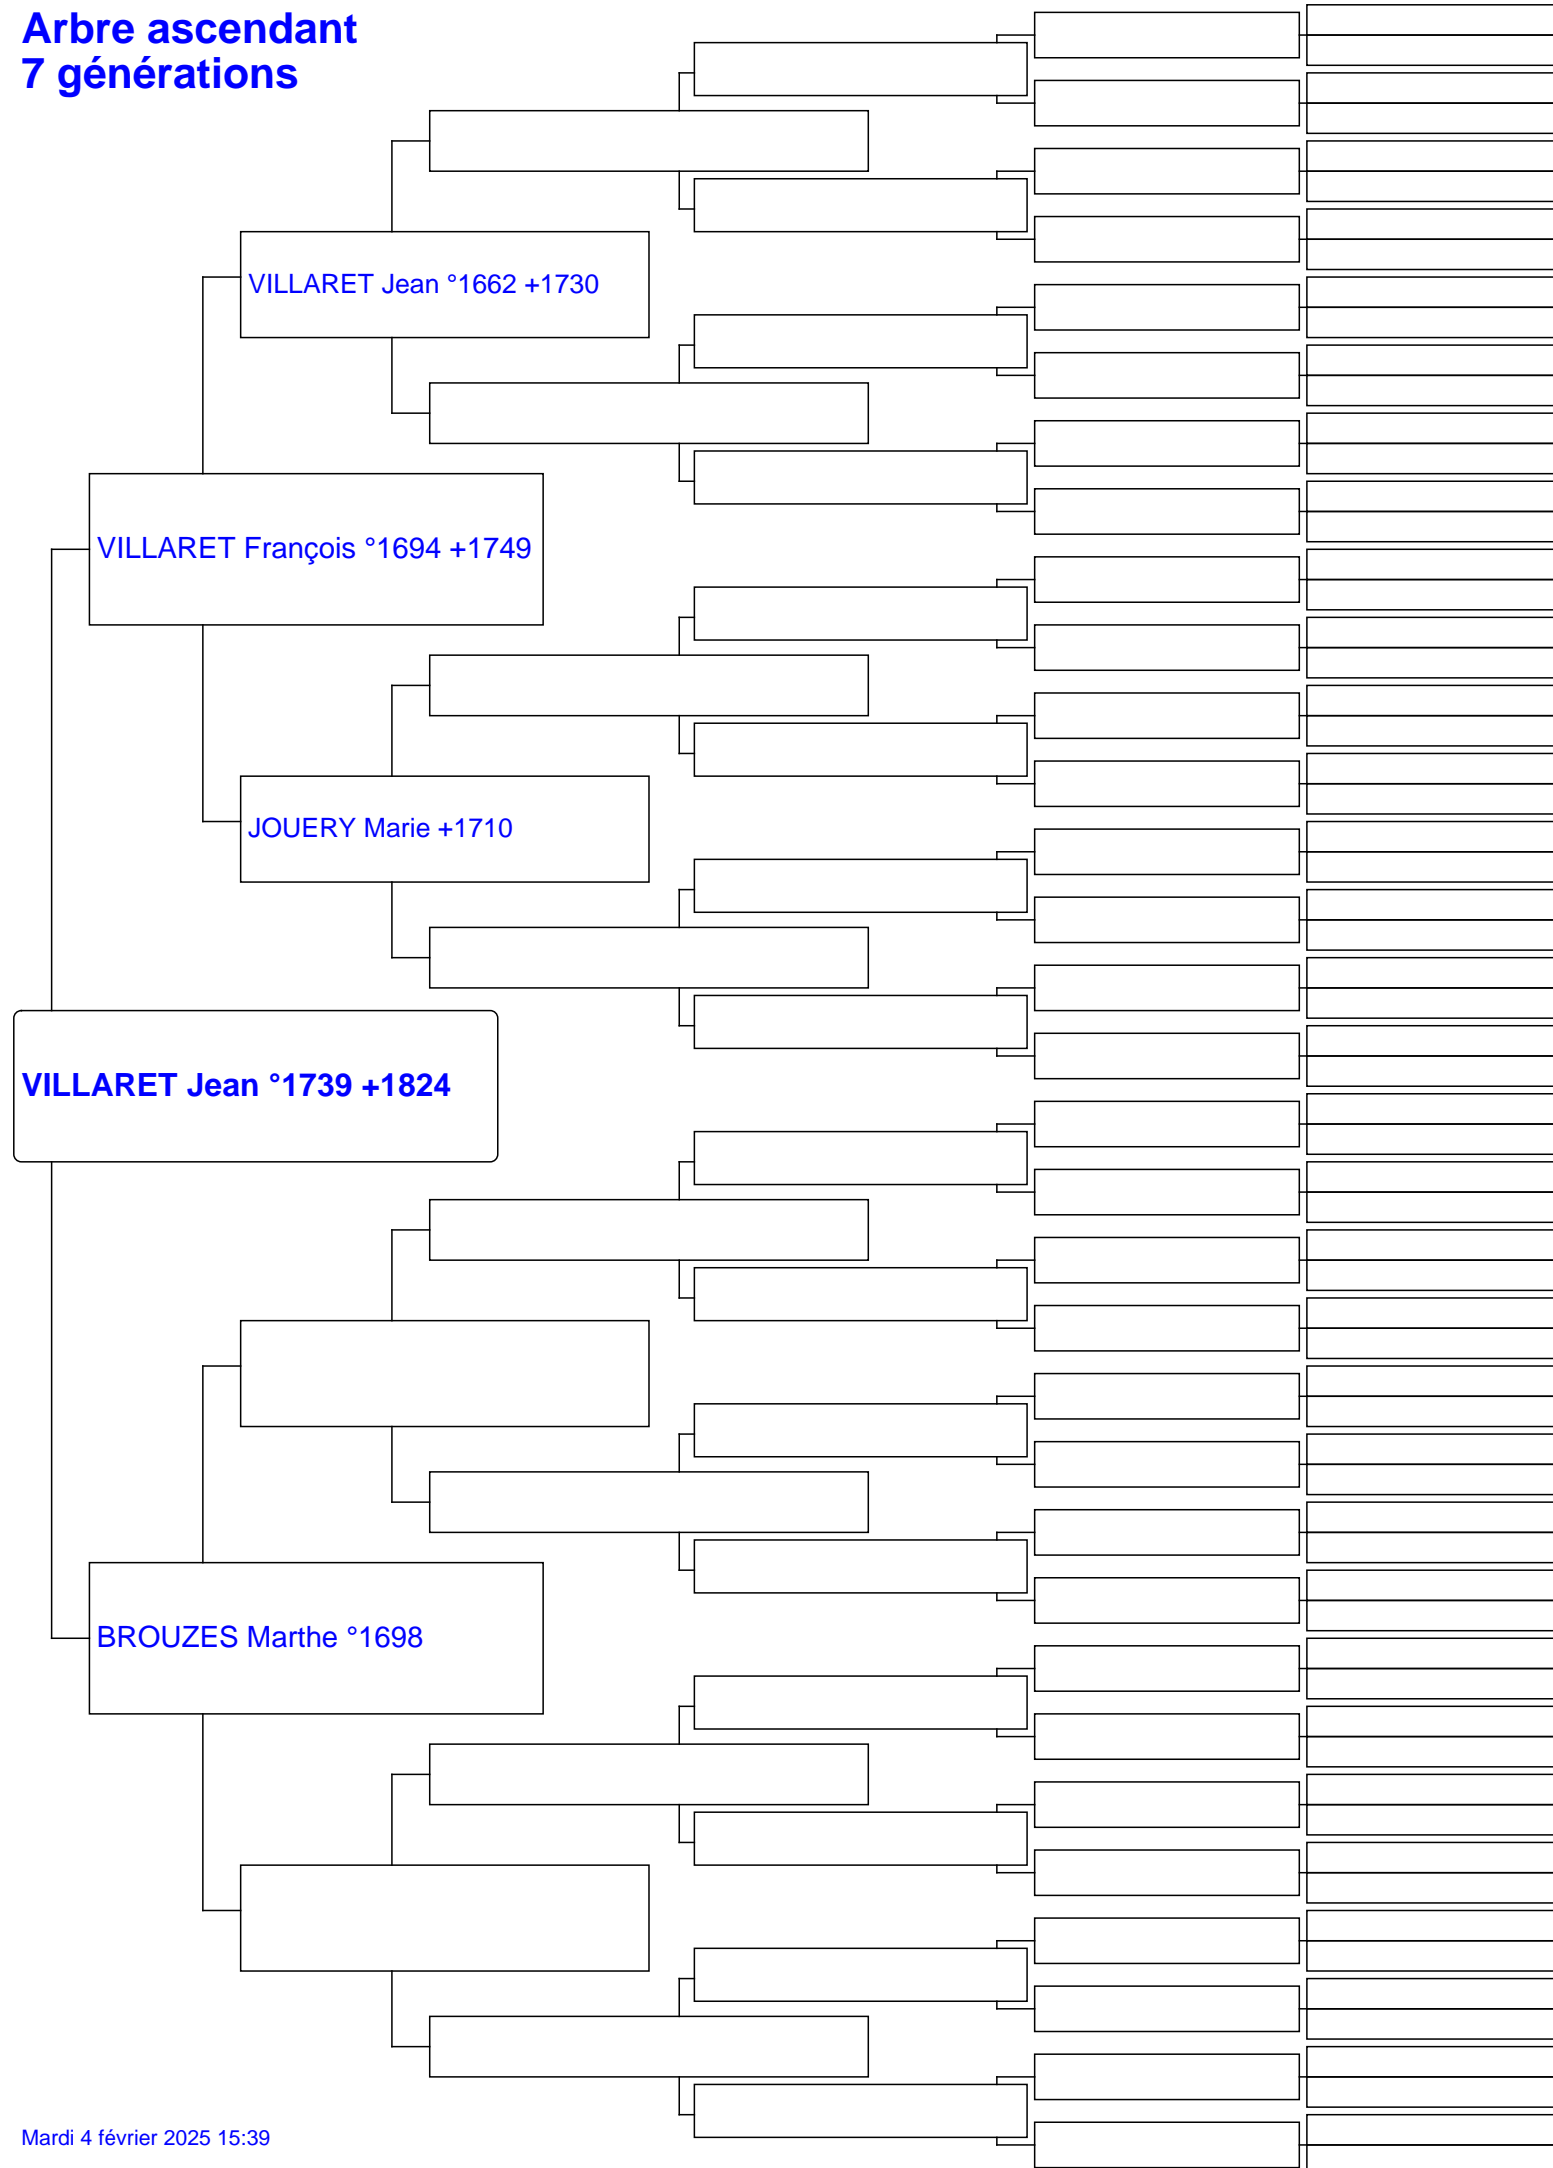 Arbre ascendant
7 générations
VILLARET Jean °1662 +1730
VILLARET François °1694 +1749
JOUERY Marie +1710
VILLARET Jean °1739 +1824
BROUZES Marthe °1698
Mardi 4 février 2025 15:39